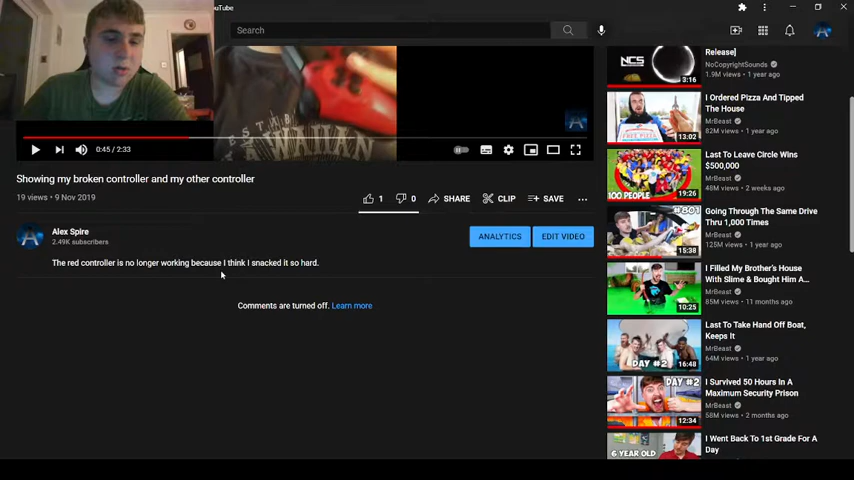 uTube
Search
0:45 / 2:33
HAWAIIAN
Showing my broken controller and my other controller
19 views • 9 Nov 2019
1
0
SHARE
CLIP
SAVE
Alex Spire
2.49K subscribers
ANALYTICS
EDIT VIDEO
The red controller is no longer working because I think I snacked it so hard.
Comments are turned off. Learn more
NCS
3:16
Release]
NoCopyrightSounds
1.9M views • 1 year ago
13:02
I Ordered Pizza And Tipped
The House
MrBeast
82M views • 1 year ago
100 PEOPLE
19:26
Last To Leave Circle Wins
$500,000
MrBeast
48M views • 2 weeks ago
#801
15:38
Going Through The Same Drive
Thru 1,000 Times
MrBeast
125M views • 1 year ago
10:25
I Filled My Brother's House
With Slime & Bought Him A...
MrBeast
85M views • 11 months ago
DAY #2
16:48
Last To Take Hand Off Boat,
Keeps It
MrBeast
64M views • 1 year ago
DAY #2
12:34
I Survived 50 Hours In A
Maximum Security Prison
MrBeast
58M views • 2 months ago
6 YEAR OLD
I Went Back To 1st Grade For A
Day
MrBeast